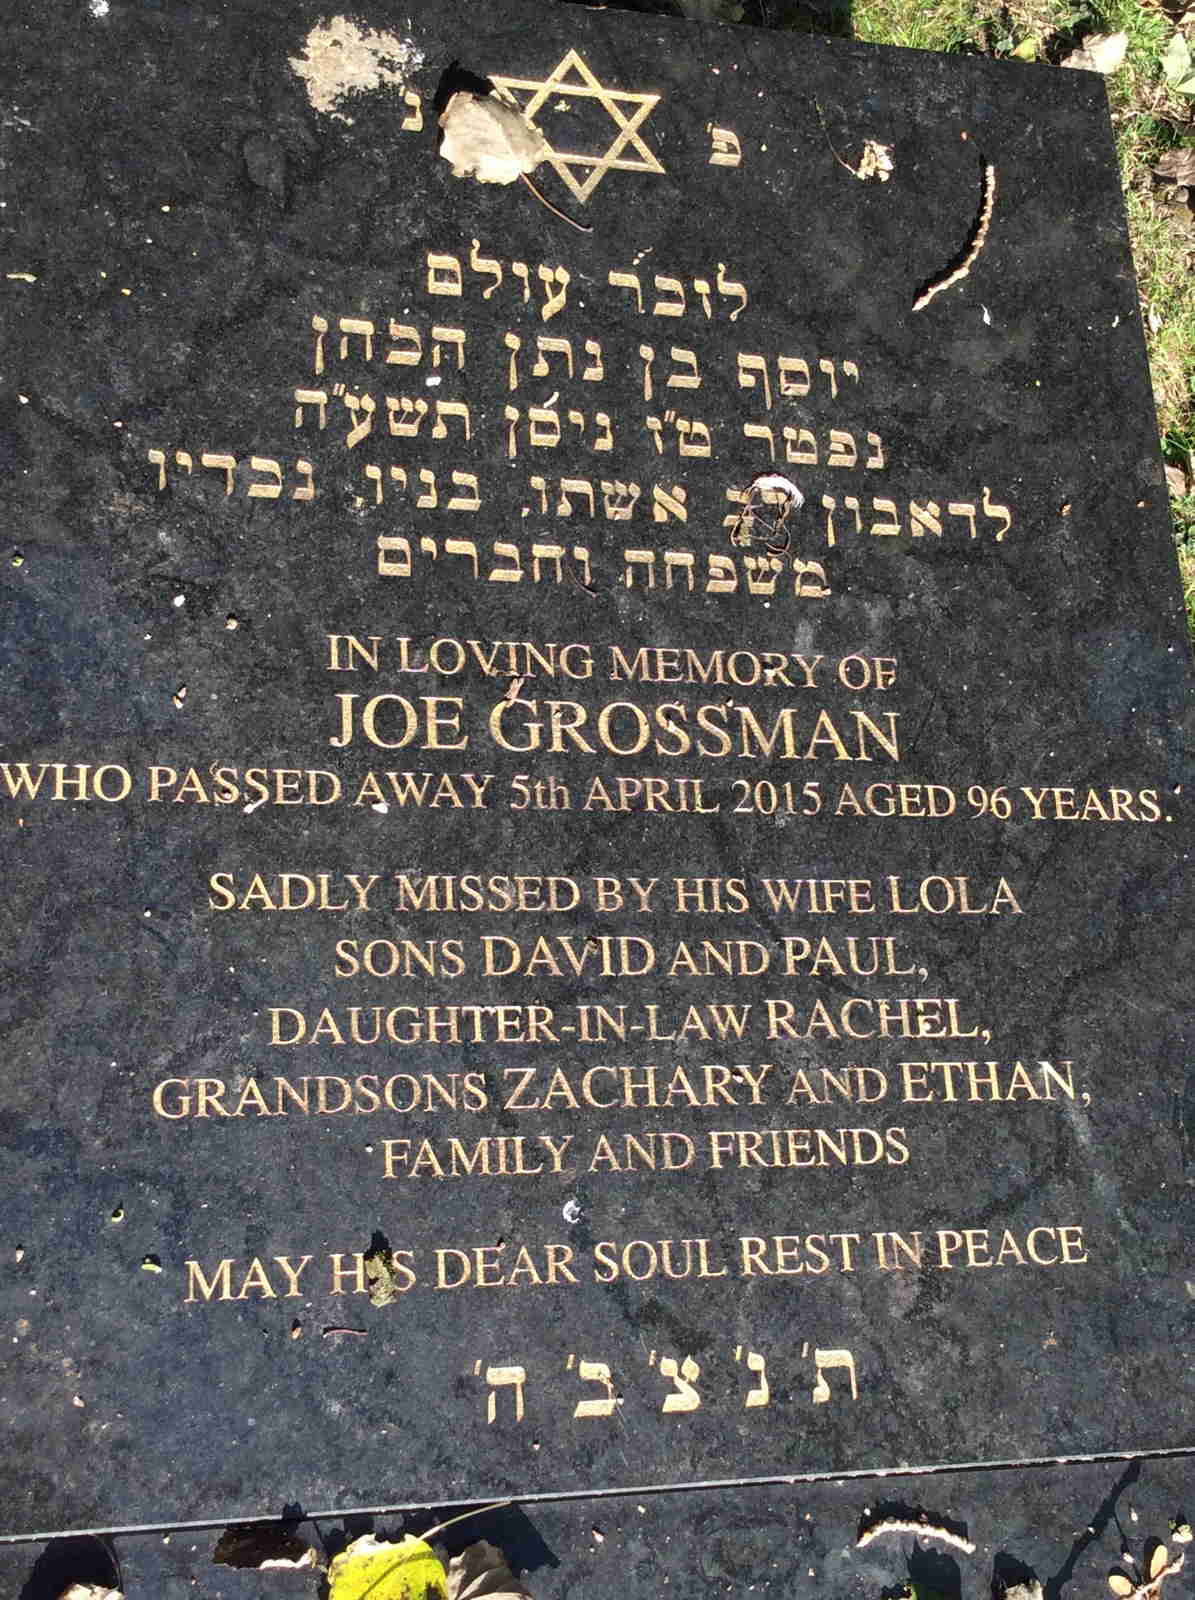 פ' נ'
לזכר עולם
יוסף בן נתן הכהן
נפטר ט"ז ניסן תשע"ה
לדאבון לב אשתו, בניו, נכדיו
משפחה וחברים
IN LOVING MEMORY OF
JOE GROSSMAN
WHO PASSED AWAY 5th APRIL 2015 AGED 96 YEARS.
SADLY MISSED BY HIS WIFE LOLA
SONS DAVID AND PAUL,
DAUGHTER-IN-LAW RACHEL,
GRANDSONS ZACHARY AND ETHAN,
FAMILY AND FRIENDS
MAY HIS DEAR SOUL REST IN PEACE
ת' נ' צ' ב' ה'